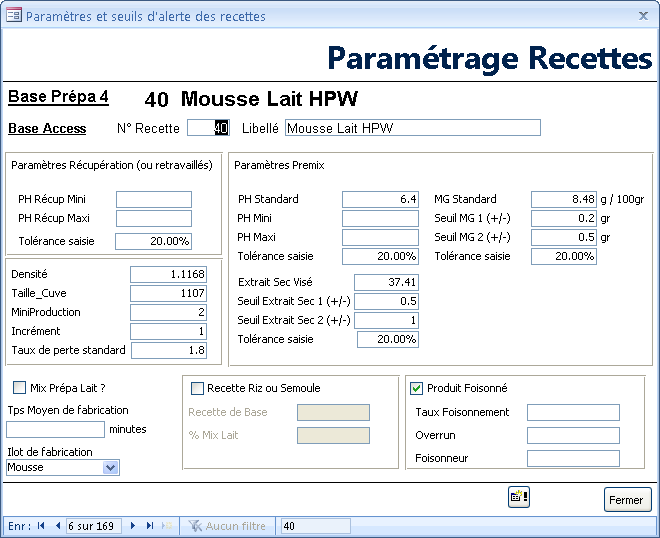 Paramètres et seuils d'alerte des recettes
Paramétrage Recettes
Base Prépa 4 40 Mousse Lait HPW
Base Access N° Recette 40 Libellé Mousse Lait HPW
Paramètres Récupération (ou retravaillés)
PH Récup Mini
PH Récup Maxi
Tolérance saisie 20.00%
Densité 1.1168
Taille_Cuve 1107
MiniProduction 2
Incrément 1
Taux de perte standard 1.8
Paramètres Premix
PH Standard 6.4 MG Standard 8.48 g / 100gr
PH Mini Seuil MG 1 (+/-) 0.2 gr
PH Maxi Seuil MG 2 (+/-) 0.5 gr
Tolérance saisie 20.00% Tolérance saisie 20.00%
Extrait Sec Visé 37.41
Seuil Extrait Sec 1 (+/-) 0.5
Seuil Extrait Sec 2 (+/-) 1
Tolérance saisie 20.00%
Mix Prépa Lait ?
Tps Moyen de fabrication
minutes
Ilot de fabrication
Mousse
Recette Riz ou Semoule
Recette de Base
% Mix Lait
Produit Foisonné
Taux Foisonnement
Overrun
Foisonneur
Fermer
Enr : 6 sur 169 Aucun filtre 40